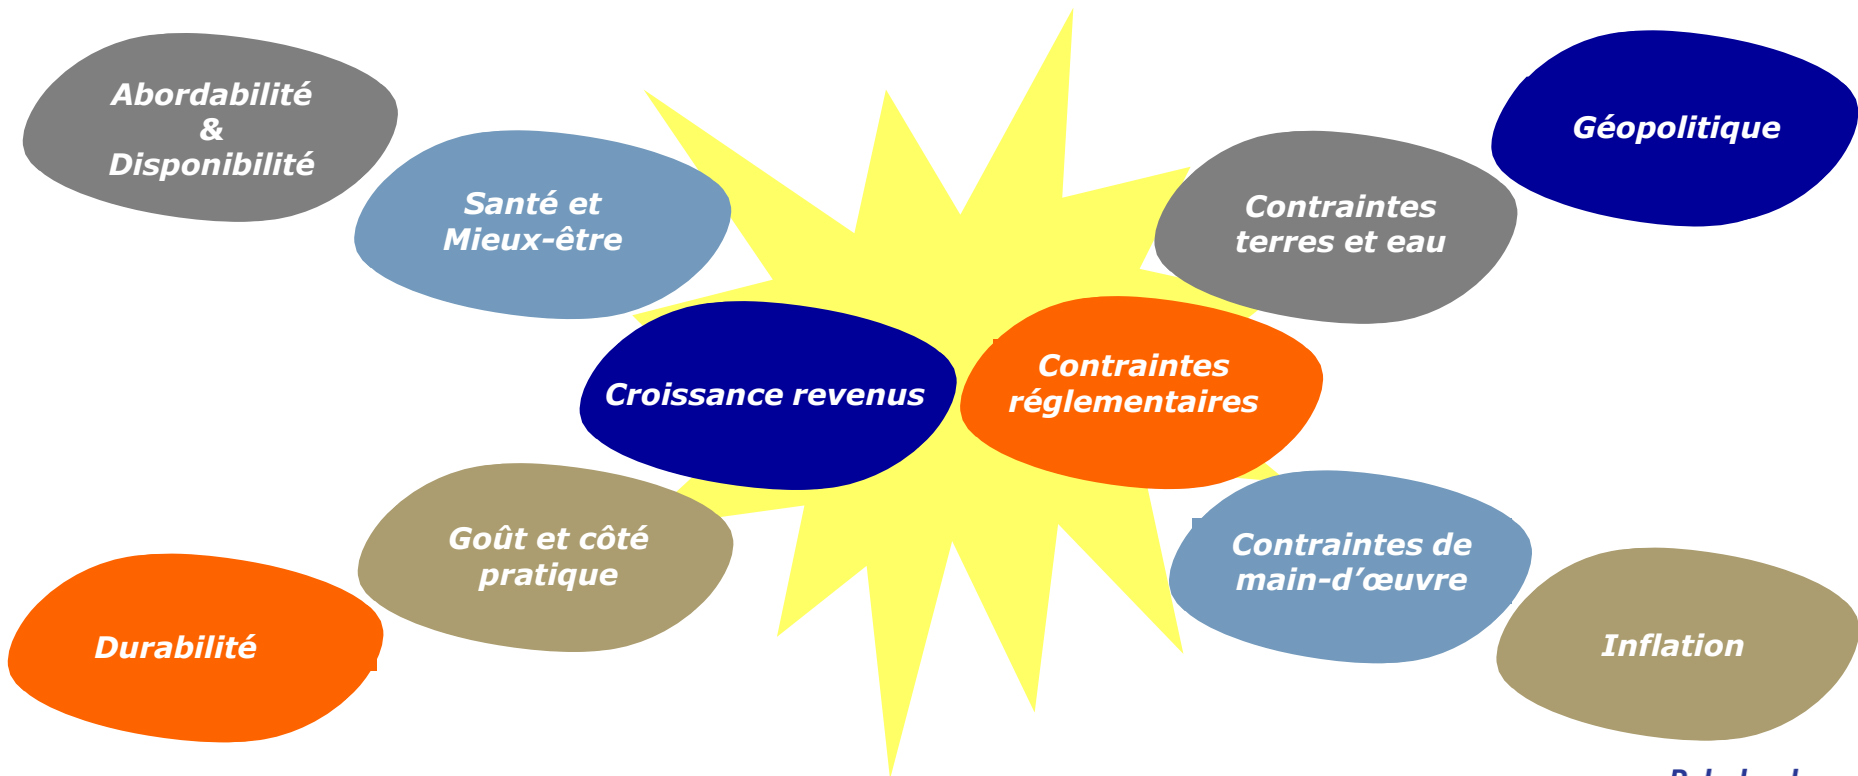 Abordabilité
&
Disponibilité
Santé et
Mieux-être
Croissance revenus
Goût et côté
pratique
Durabilité
Géopolitique
Contraintes
terres et eau
Contraintes
réglementaires
Contraintes de
main-d’œuvre
Inflation